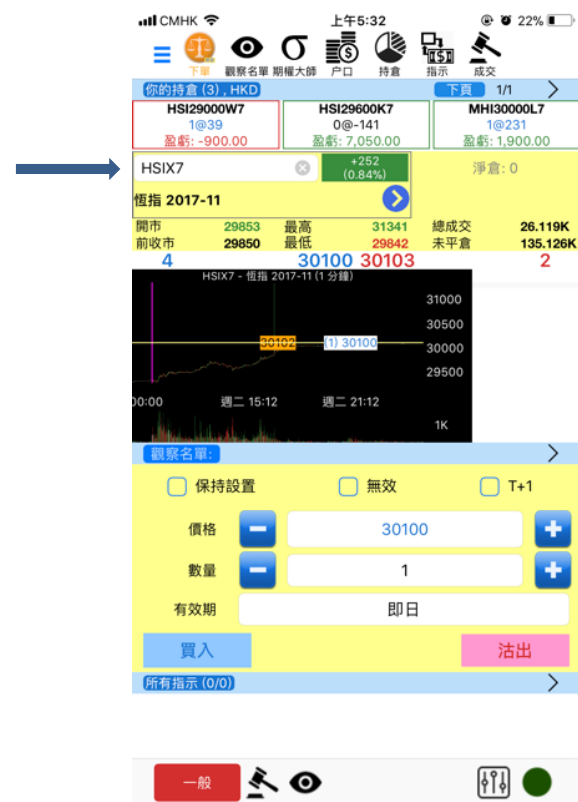 CMHK 上午5:32 22%
下單 觀察名單 期權大師 户口 持倉 指示 成交
你的持倉 (3) , HKD 下頁 1/1
HSI29000W7 HSI29600K7 MHI30000L7
1@39 0@-141 1@231
盈虧: -900.00 盈虧: 7,050.00 盈虧: 1,900.00
HSIX7 +252 (0.84%) 淨倉: 0
恆指 2017-11
開市 29853 最高 31341 總成交 26.119K
前收市 29850 最低 29842 未平倉 135.126K
4 30100 30103 2
HSIX7 - 恆指 2017-11 (1 分鐘)
31000
30500
30102 (1) 30100 30000
29500
00:00 週二 15:12 週二 21:12
1K
觀察名單:
保持設置 無效 T+1
價格 30100
數量 1
有效期 即日
買入 沽出
所有指示 (0/0)
一般